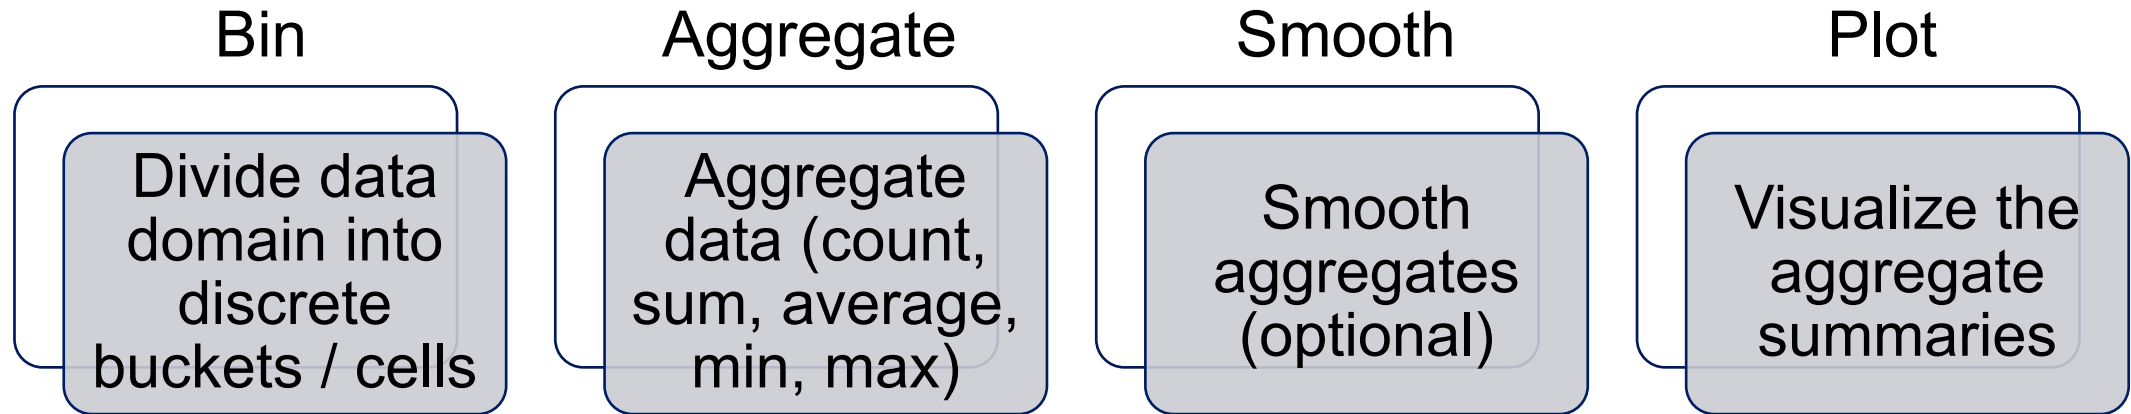 Bin
Divide data
domain into
discrete
buckets / cells
Aggregate
Aggregate
data (count,
sum, average,
min, max)
Smooth
Smooth
aggregates
(optional)
Plot
Visualize the
aggregate
summaries